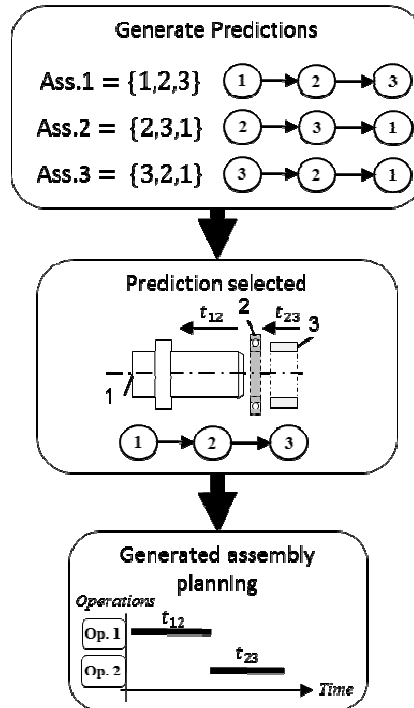 Generate Predictions
Ass.1 = {1,2,3} 1 2 3
Ass.2 = {2,3,1} 2 3 1
Ass.3 = {3,2,1} 3 2 1
Prediction selected
t₁₂ 2 t₂₃ 3
1
1 2 3
Generated assembly
planning
Operations
Op. 1 t₁₂
Op. 2 t₂₃
Time